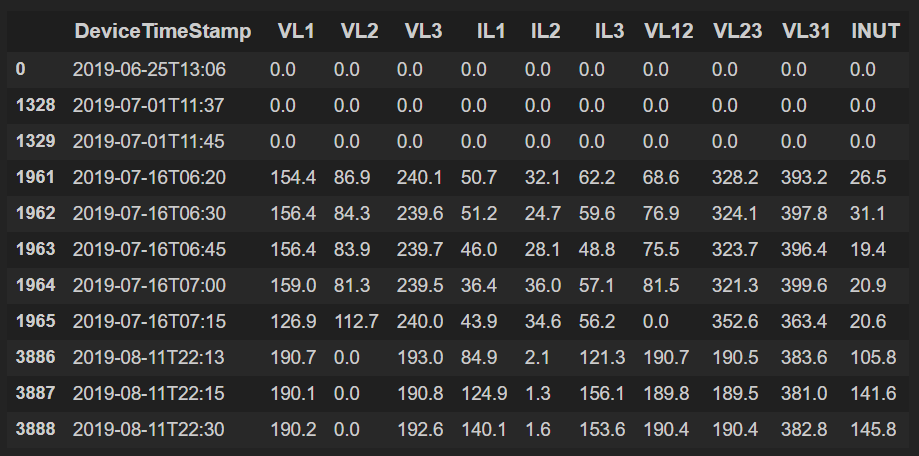 DeviceTimeStamp VL1 VL2 VL3 IL1 IL2 IL3 VL12 VL23 VL31 INUT
0 2019-06-25T13:06 0.0 0.0 0.0 0.0 0.0 0.0 0.0 0.0 0.0 0.0
1328 2019-07-01T11:37 0.0 0.0 0.0 0.0 0.0 0.0 0.0 0.0 0.0 0.0
1329 2019-07-01T11:45 0.0 0.0 0.0 0.0 0.0 0.0 0.0 0.0 0.0 0.0
1961 2019-07-16T06:20 154.4 86.9 240.1 50.7 32.1 62.2 68.6 328.2 393.2 26.5
1962 2019-07-16T06:30 156.4 84.3 239.6 51.2 24.7 59.6 76.9 324.1 397.8 31.1
1963 2019-07-16T06:45 156.4 83.9 239.7 46.0 28.1 48.8 75.5 323.7 396.4 19.4
1964 2019-07-16T07:00 159.0 81.3 239.5 36.4 36.0 57.1 81.5 321.3 399.6 20.9
1965 2019-07-16T07:15 126.9 112.7 240.0 43.9 34.6 56.2 0.0 352.6 363.4 20.6
3886 2019-08-11T22:13 190.7 0.0 193.0 84.9 2.1 121.3 190.7 190.5 383.6 105.8
3887 2019-08-11T22:15 190.1 0.0 190.8 124.9 1.3 156.1 189.8 189.5 381.0 141.6
3888 2019-08-11T22:30 190.2 0.0 192.6 140.1 1.6 153.6 190.4 190.4 382.8 145.8